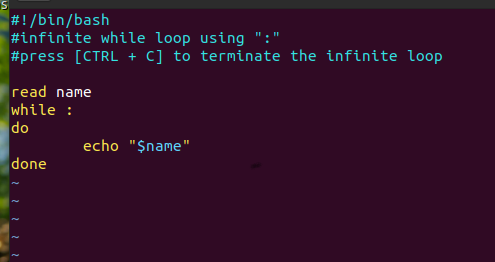 #!/bin/bash
#infinite while loop using ":"
#press [CTRL + C] to terminate the infinite loop

read name
while :
do
        echo "$name"
done
~
~
~
~
~